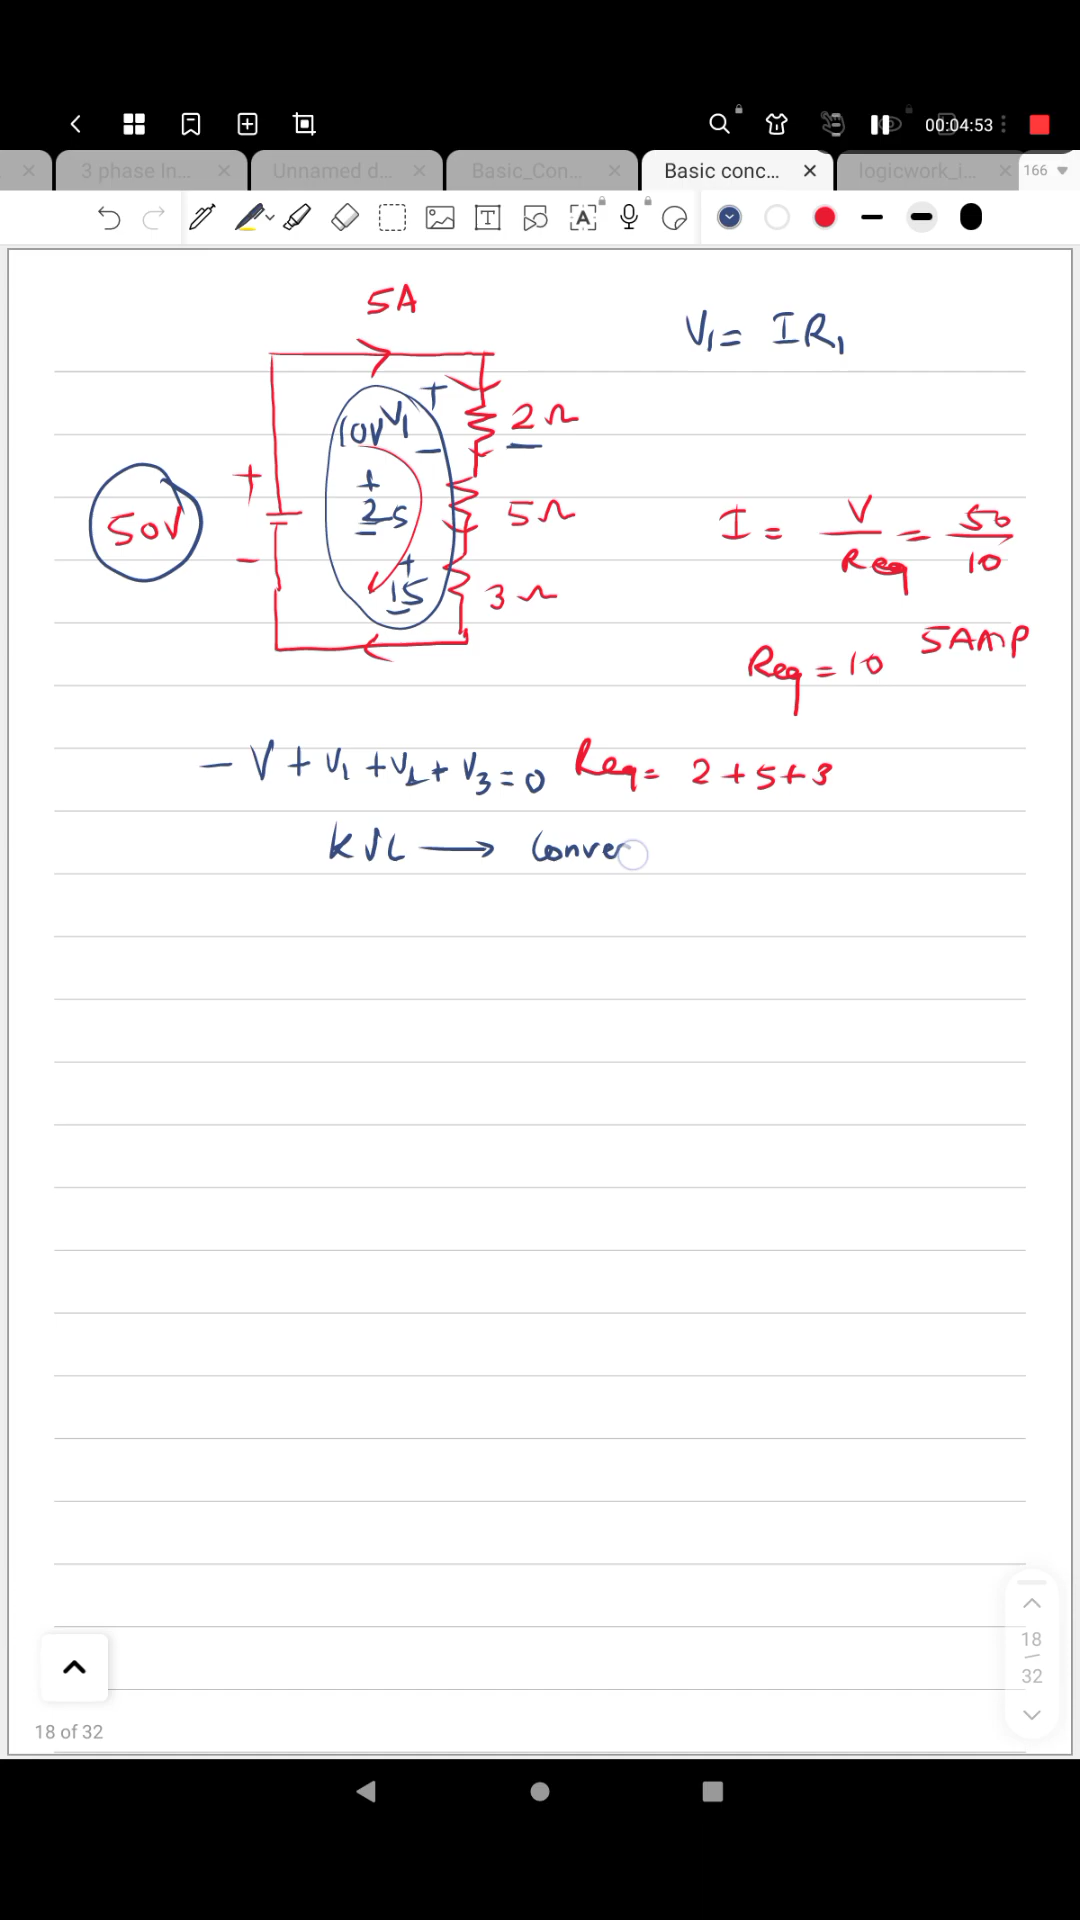 00:04:53
3 phase In...
Unnamed d...
Basic_Con...
Basic conc...
logicwork_i...
166
5A
V1 = IR1
+
10V V1
-
2Ω
+
50V
-
+
25
5Ω
+
15
3Ω
I = V/Req = 50/10
5AMP
Req = 10
- V + V1 + V2 + V3 = 0
Req = 2 + 5 + 3
KVL → Conver
18
32
18 of 32